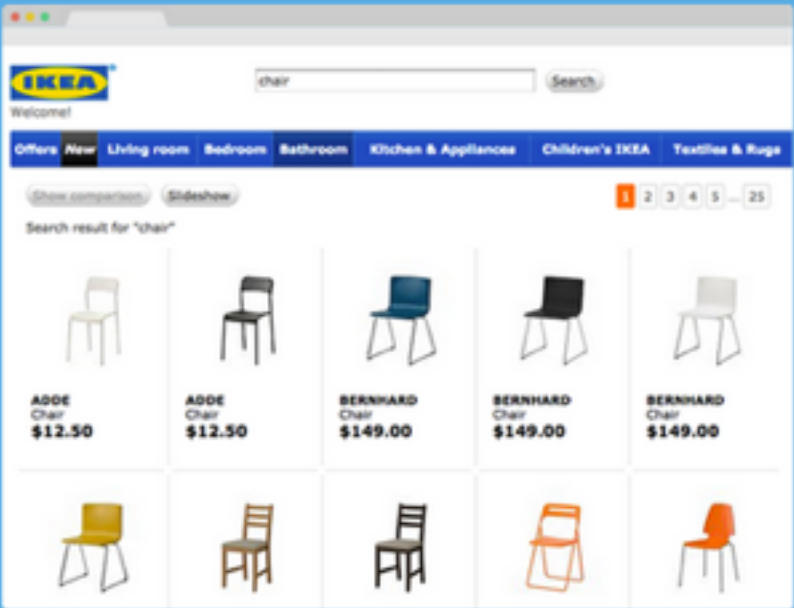 IKEA
Welcome!
chair
Search
Offers New Living room Bedroom Bathroom Kitchen & Appliances Children's IKEA Textiles & Rugs
Show comparison Slideshow
1 2 3 4 5 ... 25
Search result for "chair"
ADDE ADDE BERNHARD BERNHARD BERNHARD
Chair Chair Chair Chair Chair
$12.50 $12.50 $149.00 $149.00 $149.00